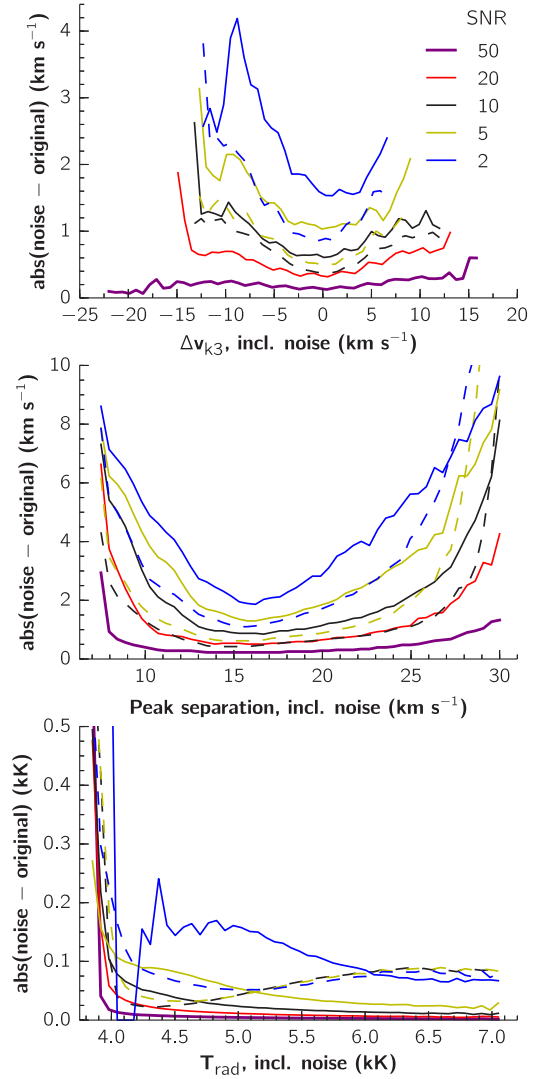 SNR
50
20
10
5
2
abs(noise − original) (km s⁻¹)
4
3
2
1
0
−25 −20 −15 −10 −5 0 5 10 15 20
Δv_k3, incl. noise (km s⁻¹)
abs(noise − original) (km s⁻¹)
10
8
6
4
2
0
10 15 20 25 30
Peak separation, incl. noise (km s⁻¹)
abs(noise − original) (kK)
0.5
0.4
0.3
0.2
0.1
0.0
4.0 4.5 5.0 5.5 6.0 6.5 7.0
T_rad, incl. noise (kK)